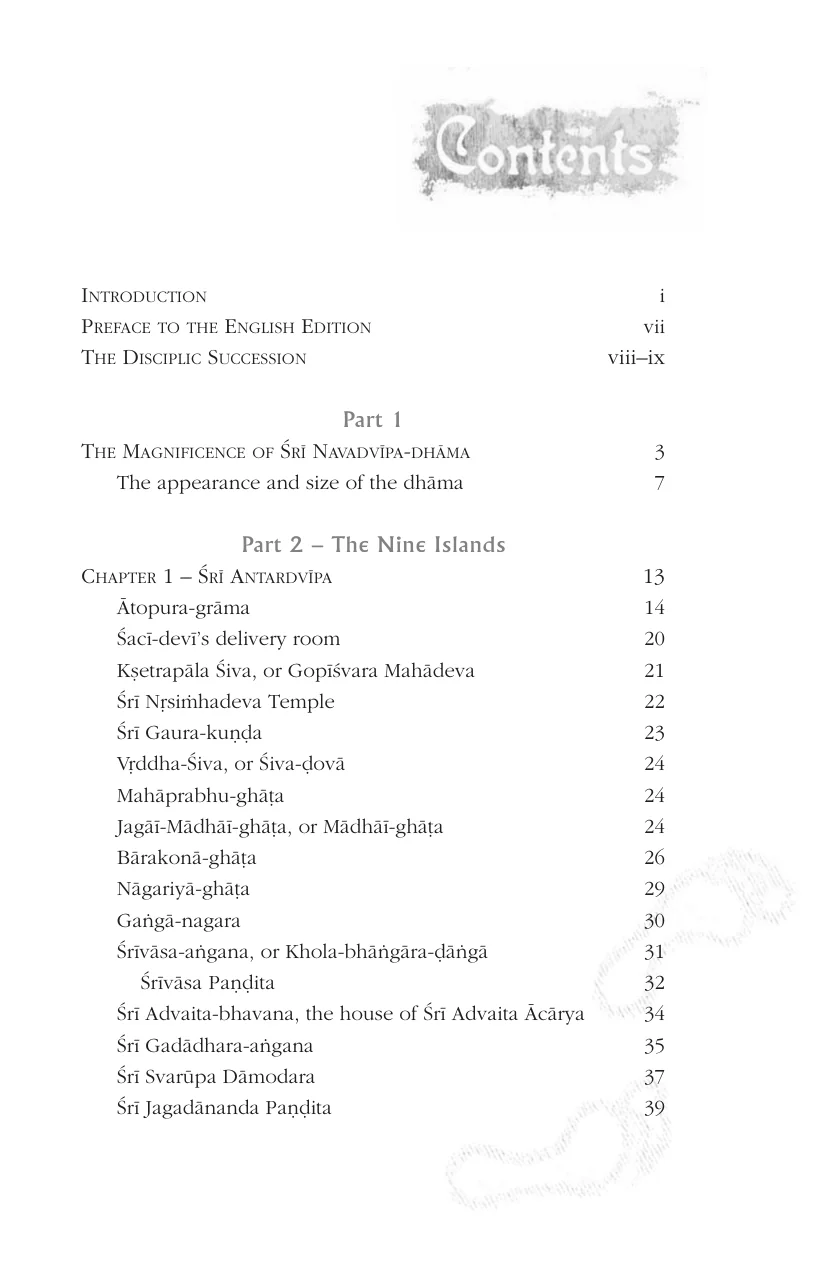 Contents
INTRODUCTION i
PREFACE TO THE ENGLISH EDITION vii
THE DISCIPLIC SUCCESSION viii–ix
Part 1
THE MAGNIFICENCE OF ŚRĪ NAVADVĪPA-DHĀMA 3
The appearance and size of the dhāma 7
Part 2 – The Nine Islands
CHAPTER 1 – ŚRĪ ANTARDVĪPA 13
Ātopura-grāma 14
Śacī-devī’s delivery room 20
Kṣetrapāla Śiva, or Gopīśvara Mahādeva 21
Śrī Nṛsiṁhadeva Temple 22
Śrī Gaura-kuṇḍa 23
Vṛddha-Śiva, or Śiva-ḍovā 24
Mahāprabhu-ghāṭa 24
Jagāī-Mādhāī-ghāṭa, or Mādhāī-ghāṭa 24
Bārakonā-ghāṭa 26
Nāgariyā-ghāṭa 29
Gaṅgā-nagara 30
Śrīvāsa-aṅgana, or Khola-bhāṅgāra-ḍāṅgā 31
Śrīvāsa Paṇḍita 32
Śrī Advaita-bhavana, the house of Śrī Advaita Ācārya 34
Śrī Gadādhara-aṅgana 35
Śrī Svarūpa Dāmodara 37
Śrī Jagadānanda Paṇḍita 39